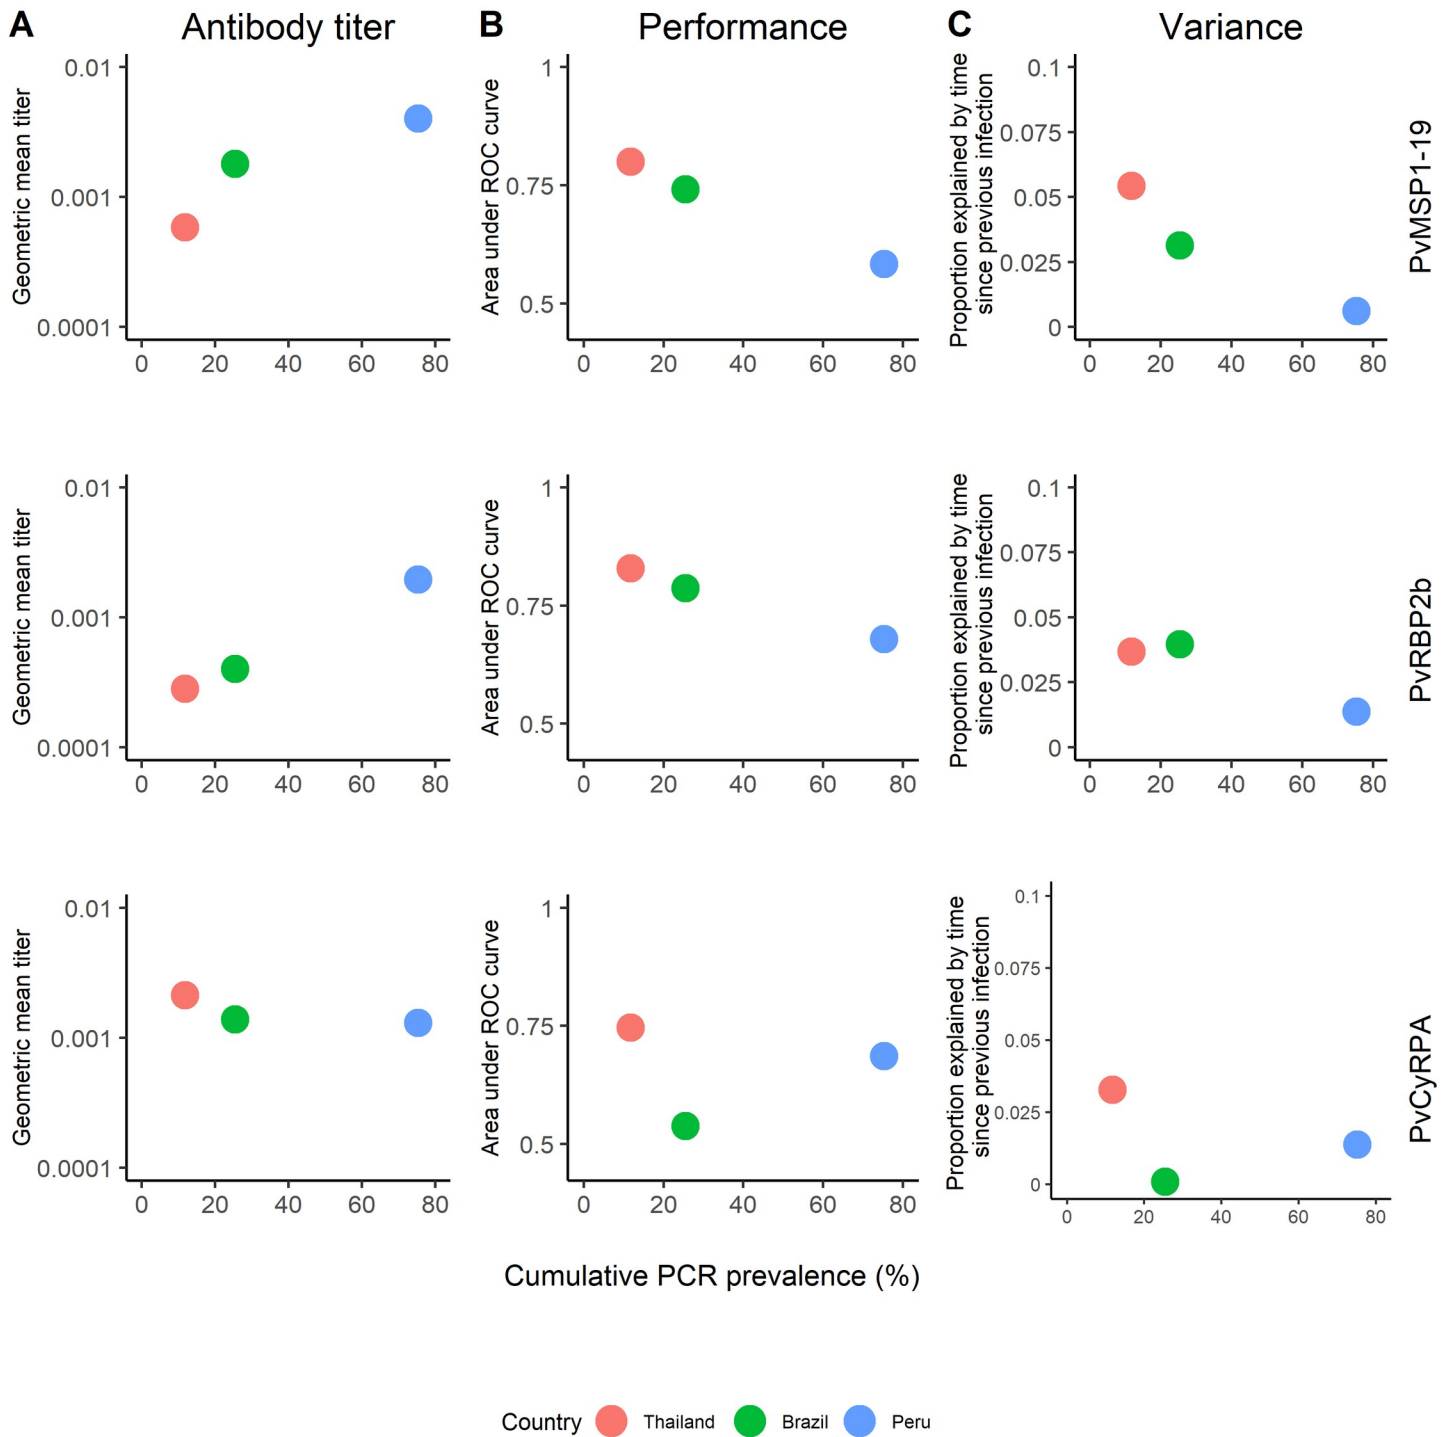 A Antibody titer B Performance C Variance
Geometric mean titer
0.01
0.001
0.0001
0 20 40 60 80
Area under ROC curve
1
0.75
0.5
0 20 40 60 80
Proportion explained by time
since previous infection
0.1
0.075
0.05
0.025
0
0 20 40 60 80
PvMSP1-19
Geometric mean titer
0.01
0.001
0.0001
0 20 40 60 80
Area under ROC curve
1
0.75
0.5
0 20 40 60 80
Proportion explained by time
since previous infection
0.1
0.075
0.05
0.025
0
0 20 40 60 80
PvRBP2b
Geometric mean titer
0.01
0.001
0.0001
0 20 40 60 80
Area under ROC curve
1
0.75
0.5
0 20 40 60 80
Proportion explained by time
since previous infection
0.1
0.075
0.05
0.025
0
0 20 40 60 80
PvCyRPA
Cumulative PCR prevalence (%)
Country Thailand Brazil Peru